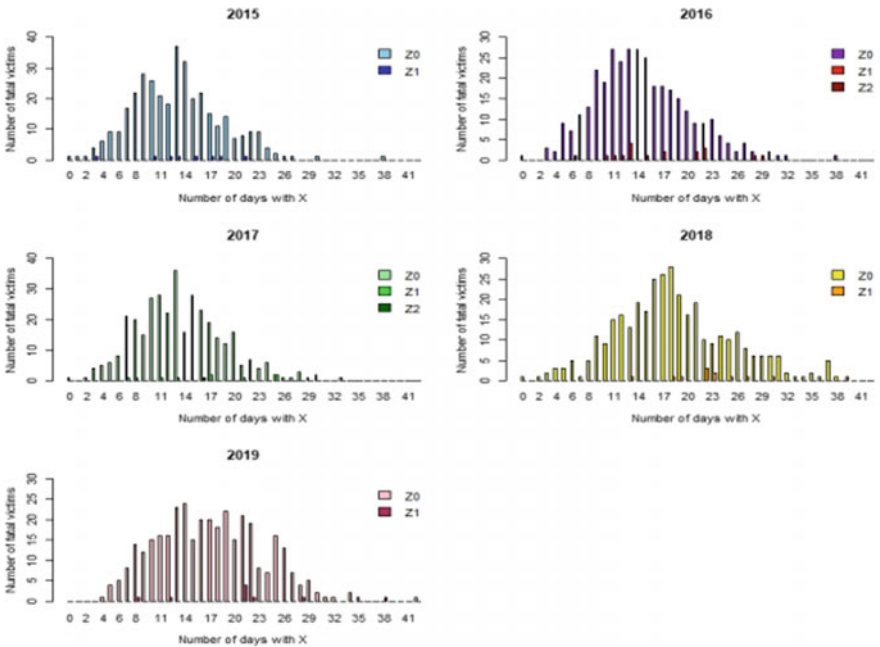 2015
Number of fatal victims
0 10 20 30 40
Z0
Z1
0 2 4 6 8 11 14 17 20 23 26 29 32 35 38 41
Number of days with X
2016
Number of fatal victims
0 5 10 15 20 25 30
Z0
Z1
Z2
0 2 4 6 8 11 14 17 20 23 26 29 32 35 38 41
Number of days with X
2017
Number of fatal victims
0 10 20 30 40
Z0
Z1
Z2
0 2 4 6 8 11 14 17 20 23 26 29 32 35 38 41
Number of days with X
2018
Number of fatal victims
0 5 10 15 20 25 30
Z0
Z1
0 2 4 6 8 11 14 17 20 23 26 29 32 35 38 42
Number of days with X
2019
Number of fatal victims
0 5 10 15 20 25 30
Z0
Z1
0 2 4 6 8 11 14 17 20 23 26 29 32 35 38 42
Number of days with X